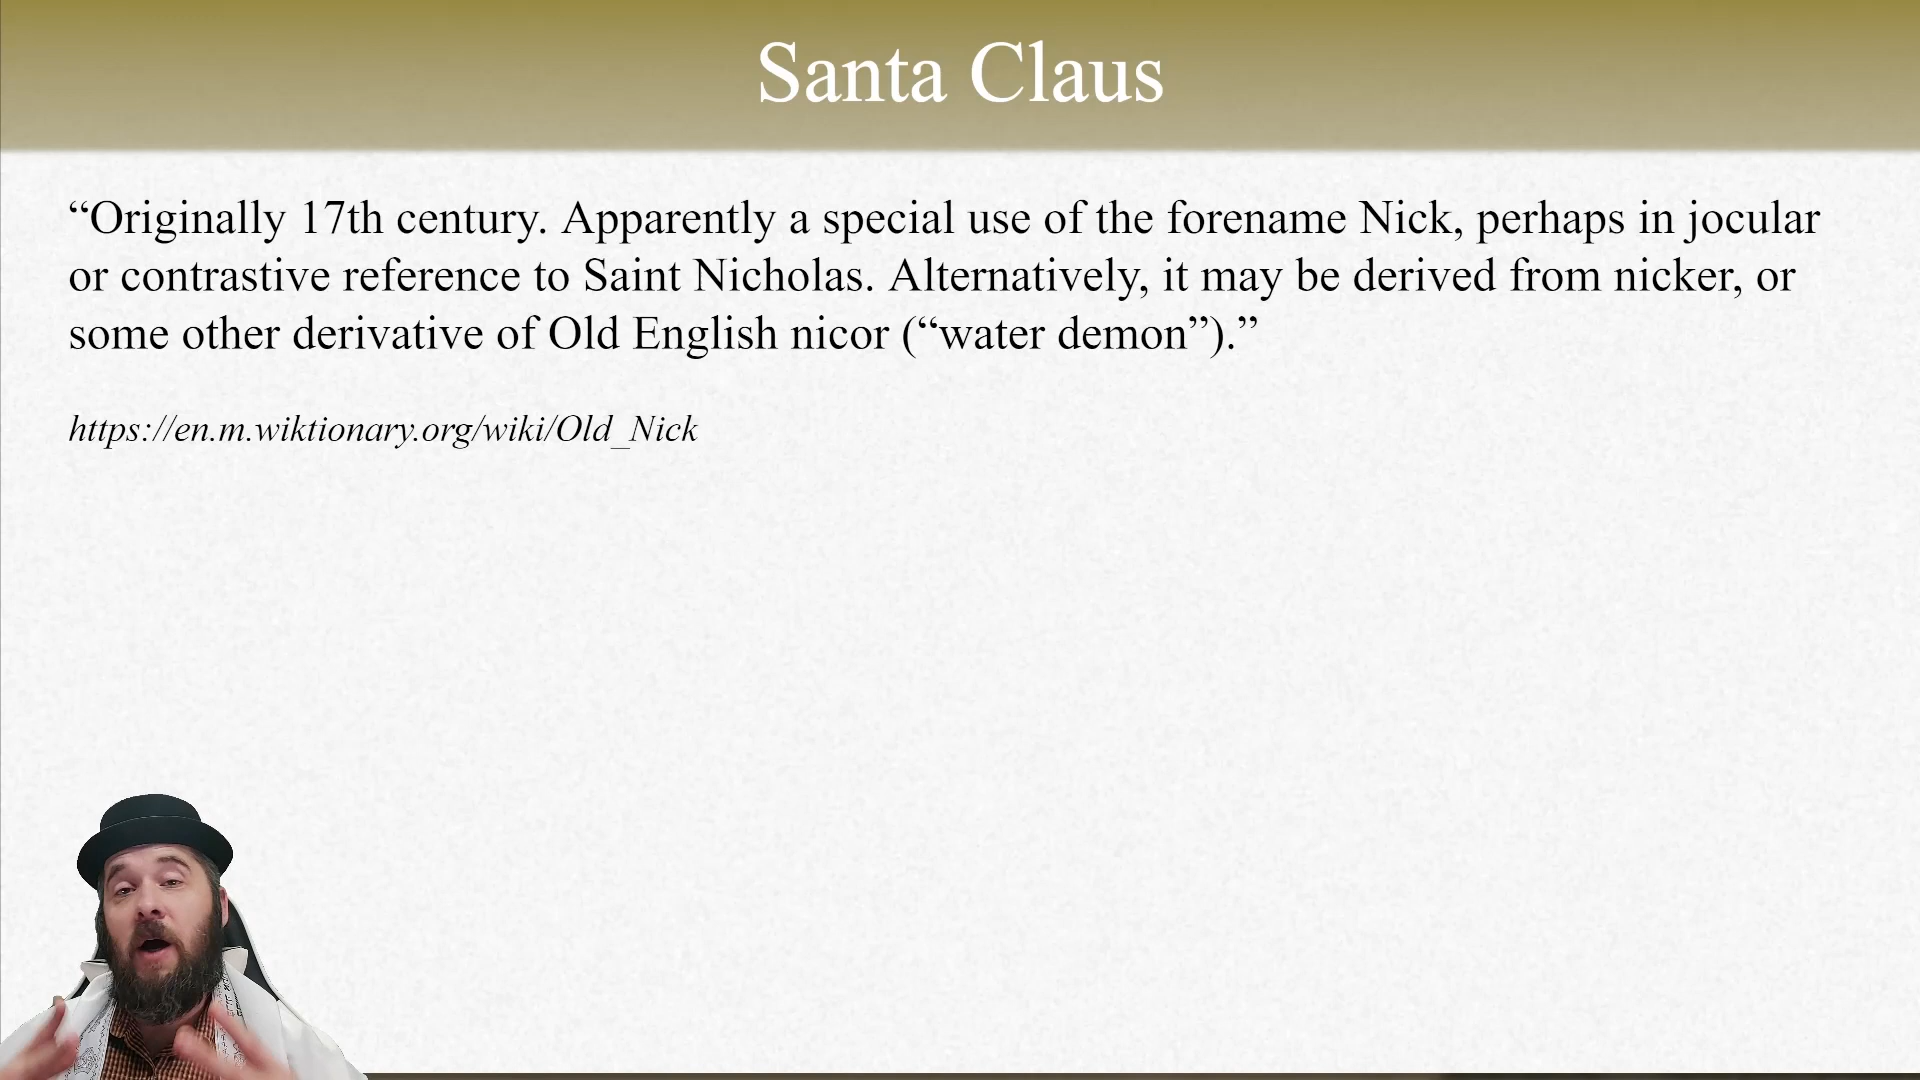 Santa Claus
“Originally 17th century. Apparently a special use of the forename Nick, perhaps in jocular
or contrastive reference to Saint Nicholas. Alternatively, it may be derived from nicker, or
some other derivative of Old English nicor (“water demon”).”
https://en.m.wiktionary.org/wiki/Old_Nick